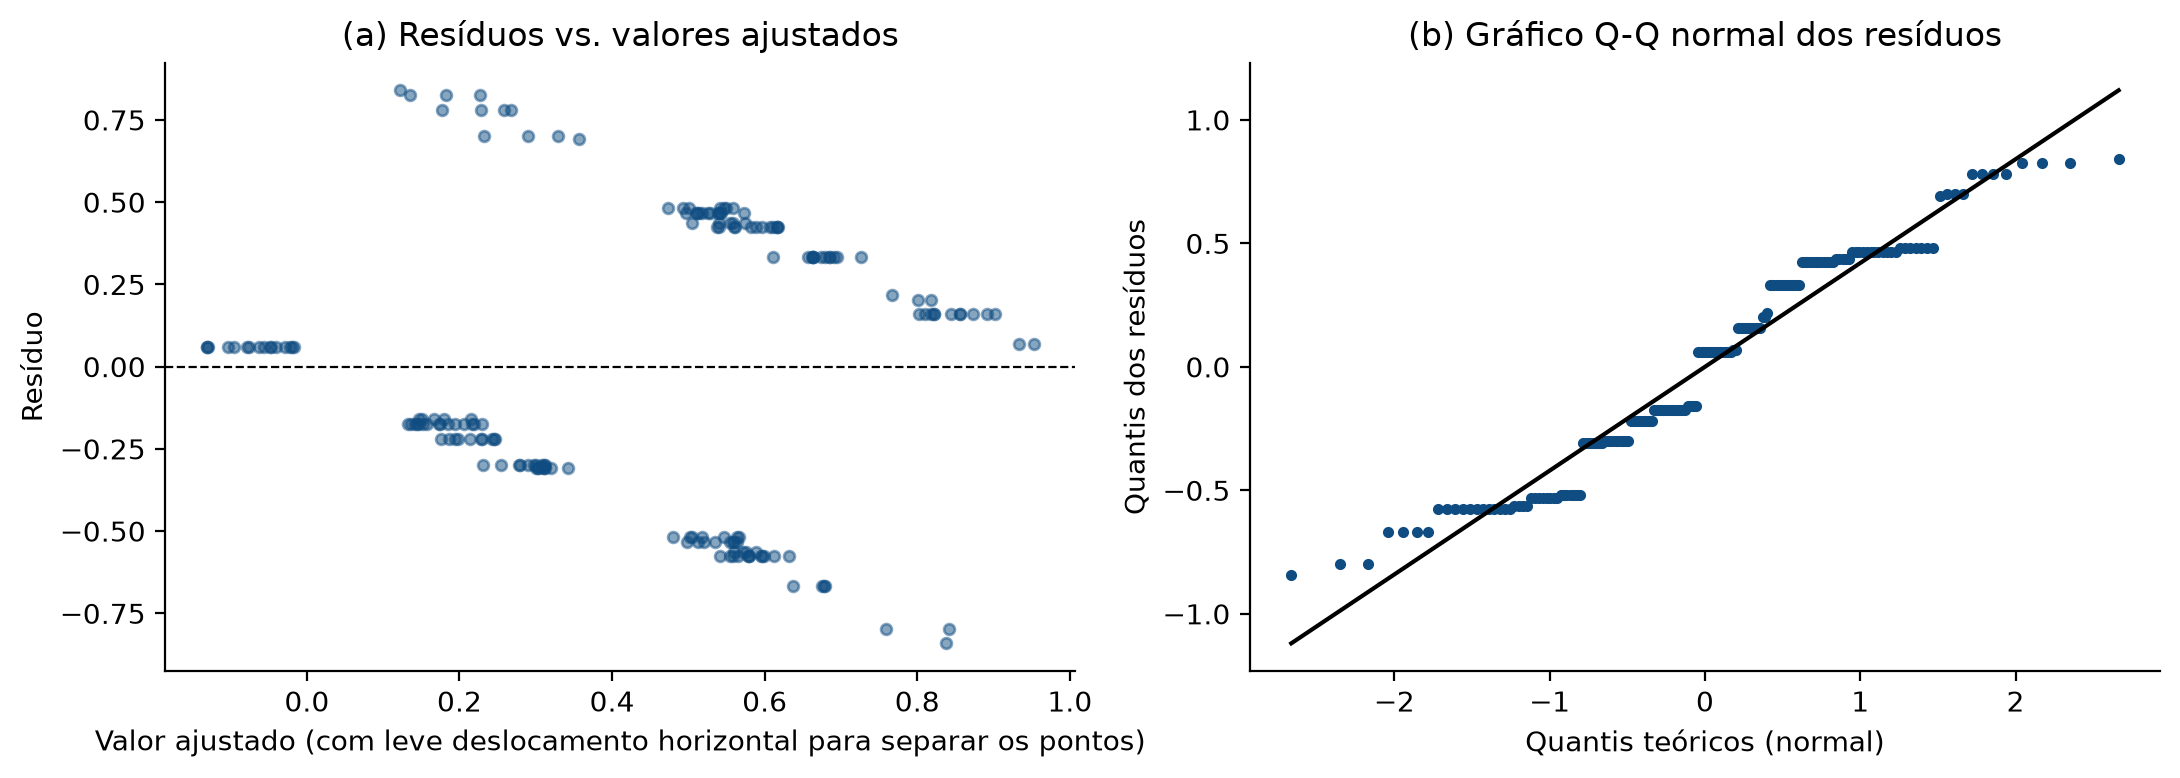 (a) Resíduos vs. valores ajustados
0.75
0.50
0.25
0.00
−0.25
−0.50
−0.75
Resíduo
0.0 0.2 0.4 0.6 0.8 1.0
Valor ajustado (com leve deslocamento horizontal para separar os pontos)
(b) Gráfico Q-Q normal dos resíduos
1.0
0.5
0.0
−0.5
−1.0
Quantis dos resíduos
−2 −1 0 1 2
Quantis teóricos (normal)